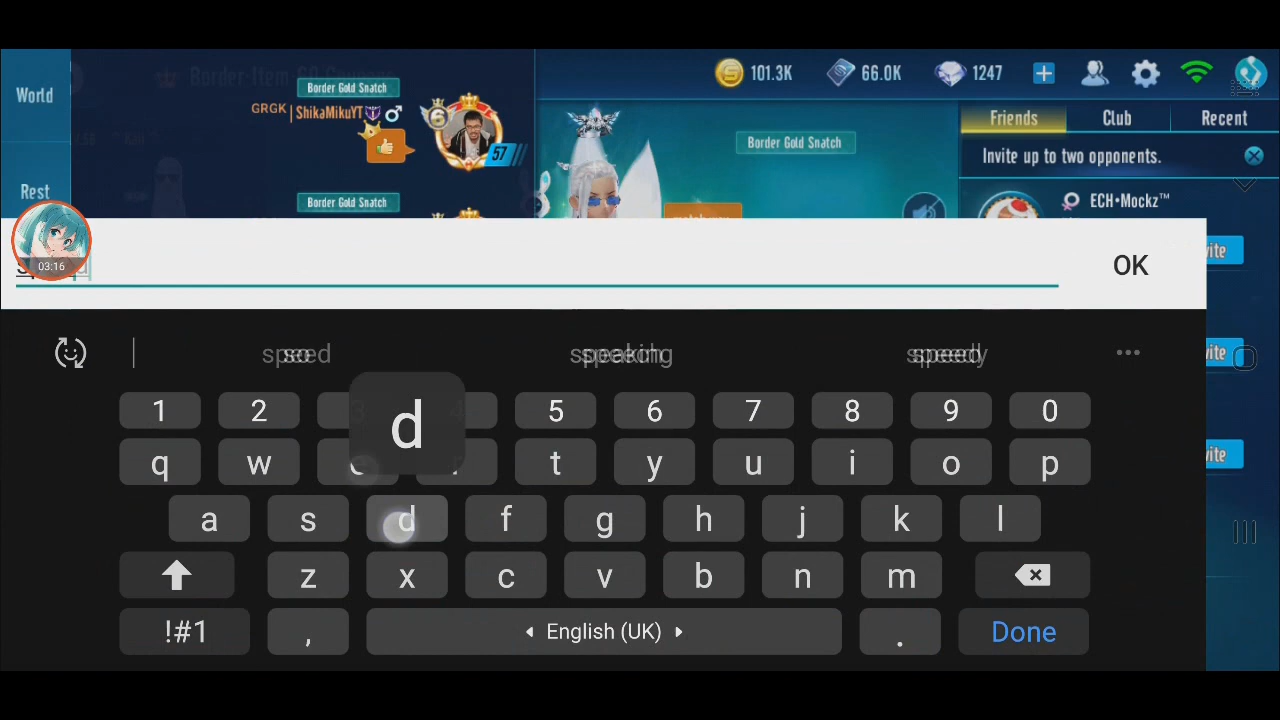 World
Border Gold Snatch
GRGK | ShikaMikuYT
6
57
101.3K
66.0K
1247
Friends Club Recent
Invite up to two opponents.
Border Gold Snatch
ECH•Mockz™
Rest
Border Gold Snatch
03:16
OK
speed speedy
d
1 2 5 6 7 8 9 0
q w t y u i o p
a s d f g h j k l
z x c v b n m
!#1 , English (UK) . Done